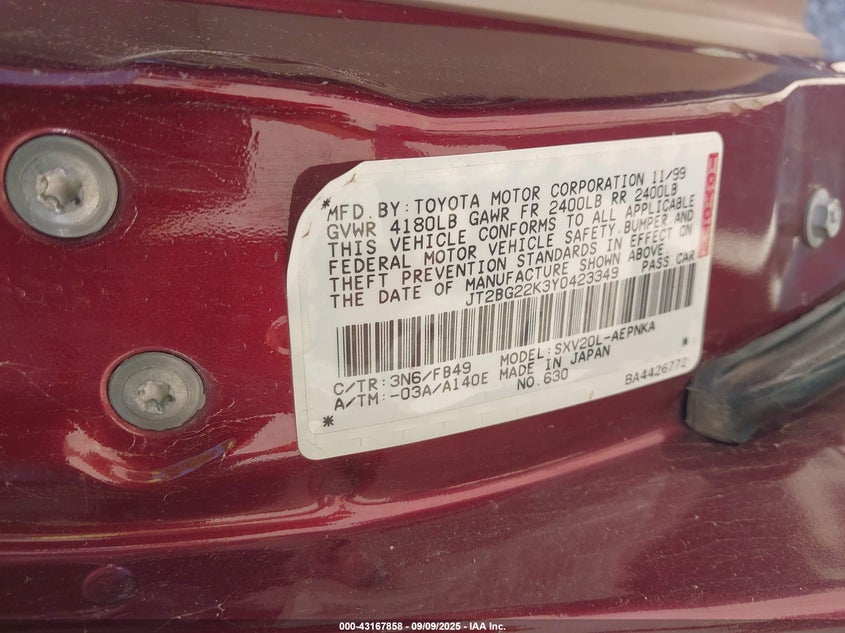 MFD.BY:TOYOTA MOTOR CORPORATION 11/99
GVWR 4180LB GAWR FR 2400LB RR 2400LB
THIS VEHICLE CONFORMS TO ALL APPLICABLE
FEDERAL MOTOR VEHICLE SAFETY,BUMPER AND
THEFT PREVENTION STANDARDS IN EFFECT ON
THE DATE OF MANUFACTURE SHOWN ABOVE.
JT2BG22K3Y0423349 PASS CAR
TOYOTA
C/TR: 3N6/FB49 MODEL:SXV20L-AEPNKA
A/TM: -03A/A140E MADE IN JAPAN
NO.630 BA4426772
000-43167858 - 09/09/2025 - IAA Inc.